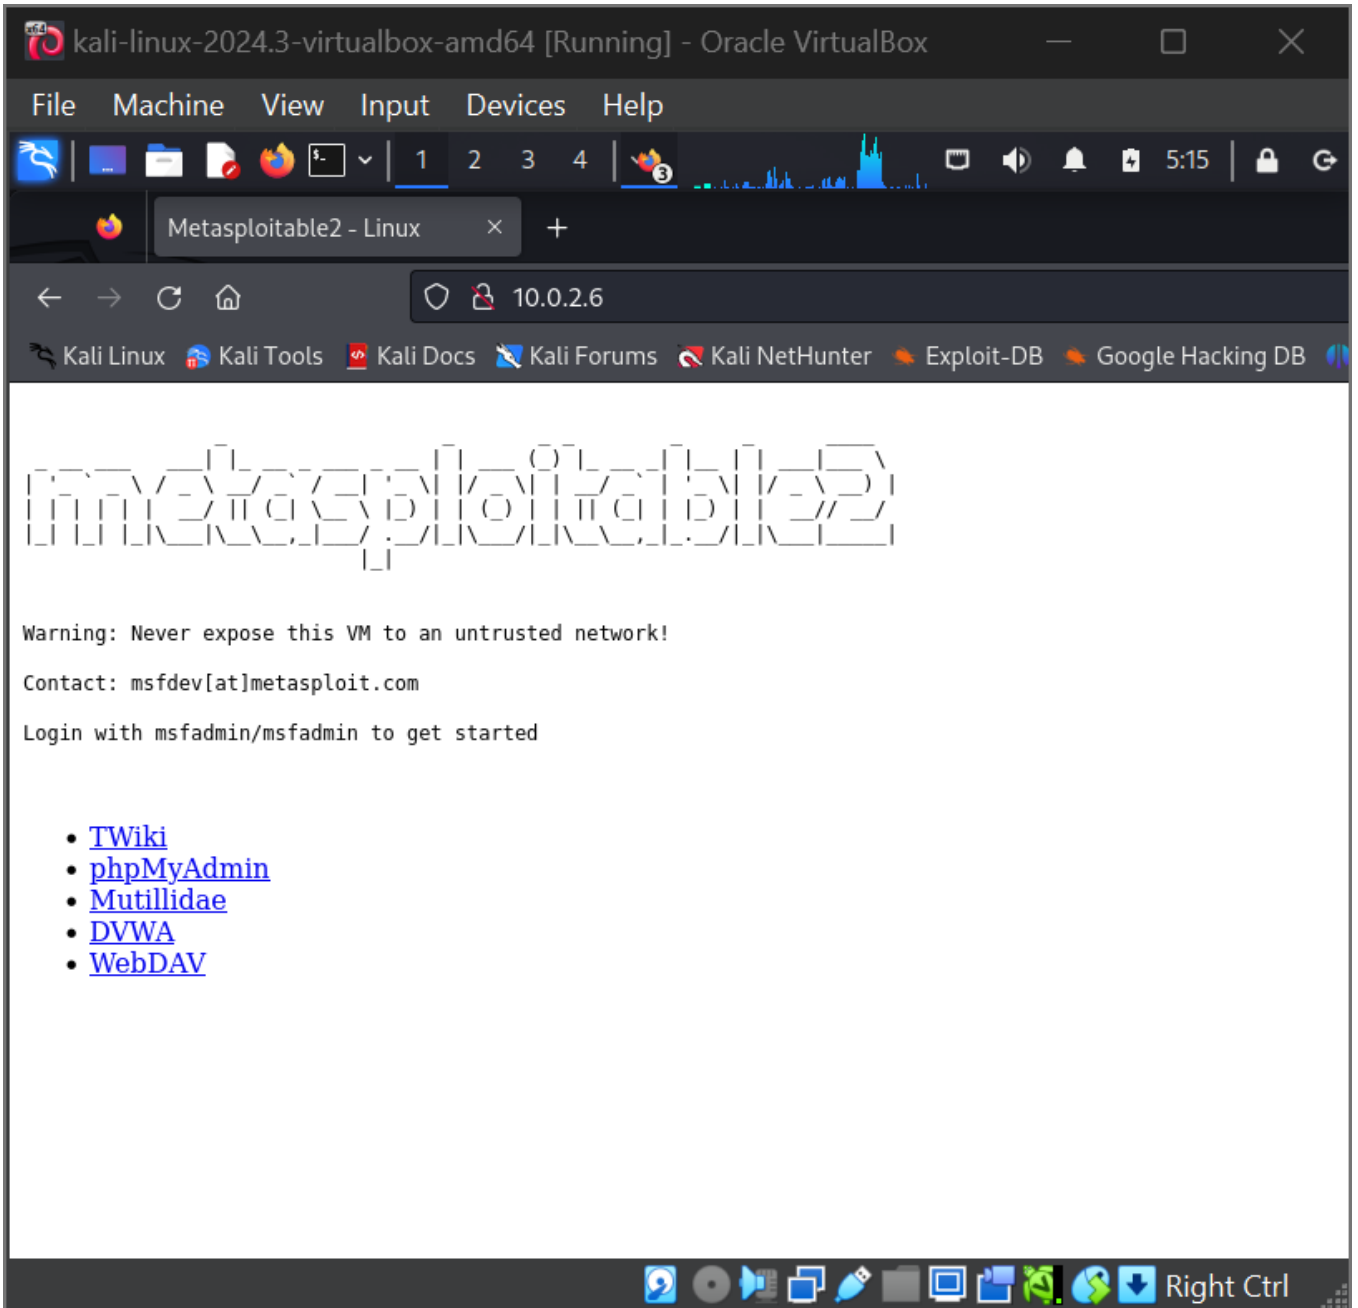 kali-linux-2024.3-virtualbox-amd64 [Running] - Oracle VirtualBox
File Machine View Input Devices Help
1 2 3 4 3 5:15
Metasploitable2 - Linux
10.0.2.6
Kali Linux Kali Tools Kali Docs Kali Forums Kali NetHunter Exploit-DB Google Hacking DB
metasploitable2
Warning: Never expose this VM to an untrusted network!
Contact: msfdev[at]metasploit.com
Login with msfadmin/msfadmin to get started
TWiki
phpMyAdmin
Mutillidae
DVWA
WebDAV
Right Ctrl